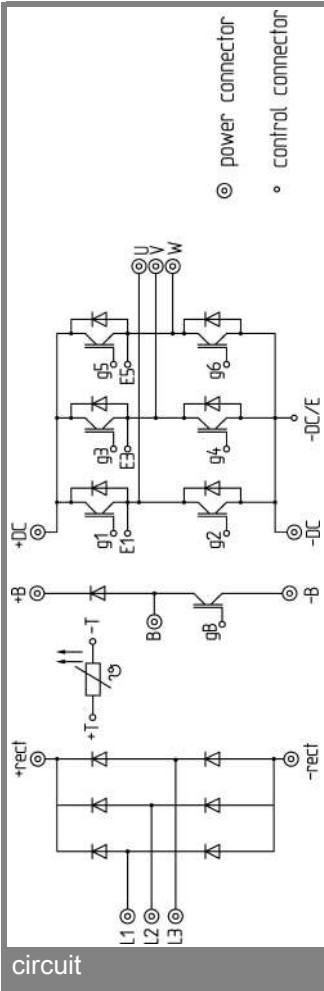 +rect
L1
L2
L3
-rect
+T
-T
ϑ
+B
B
gB
-B
+DC
g1
E1
g3
E3
g5
E5
U
V
W
g2
g4
g6
-DC
-DC/E
power connector
control connector
circuit